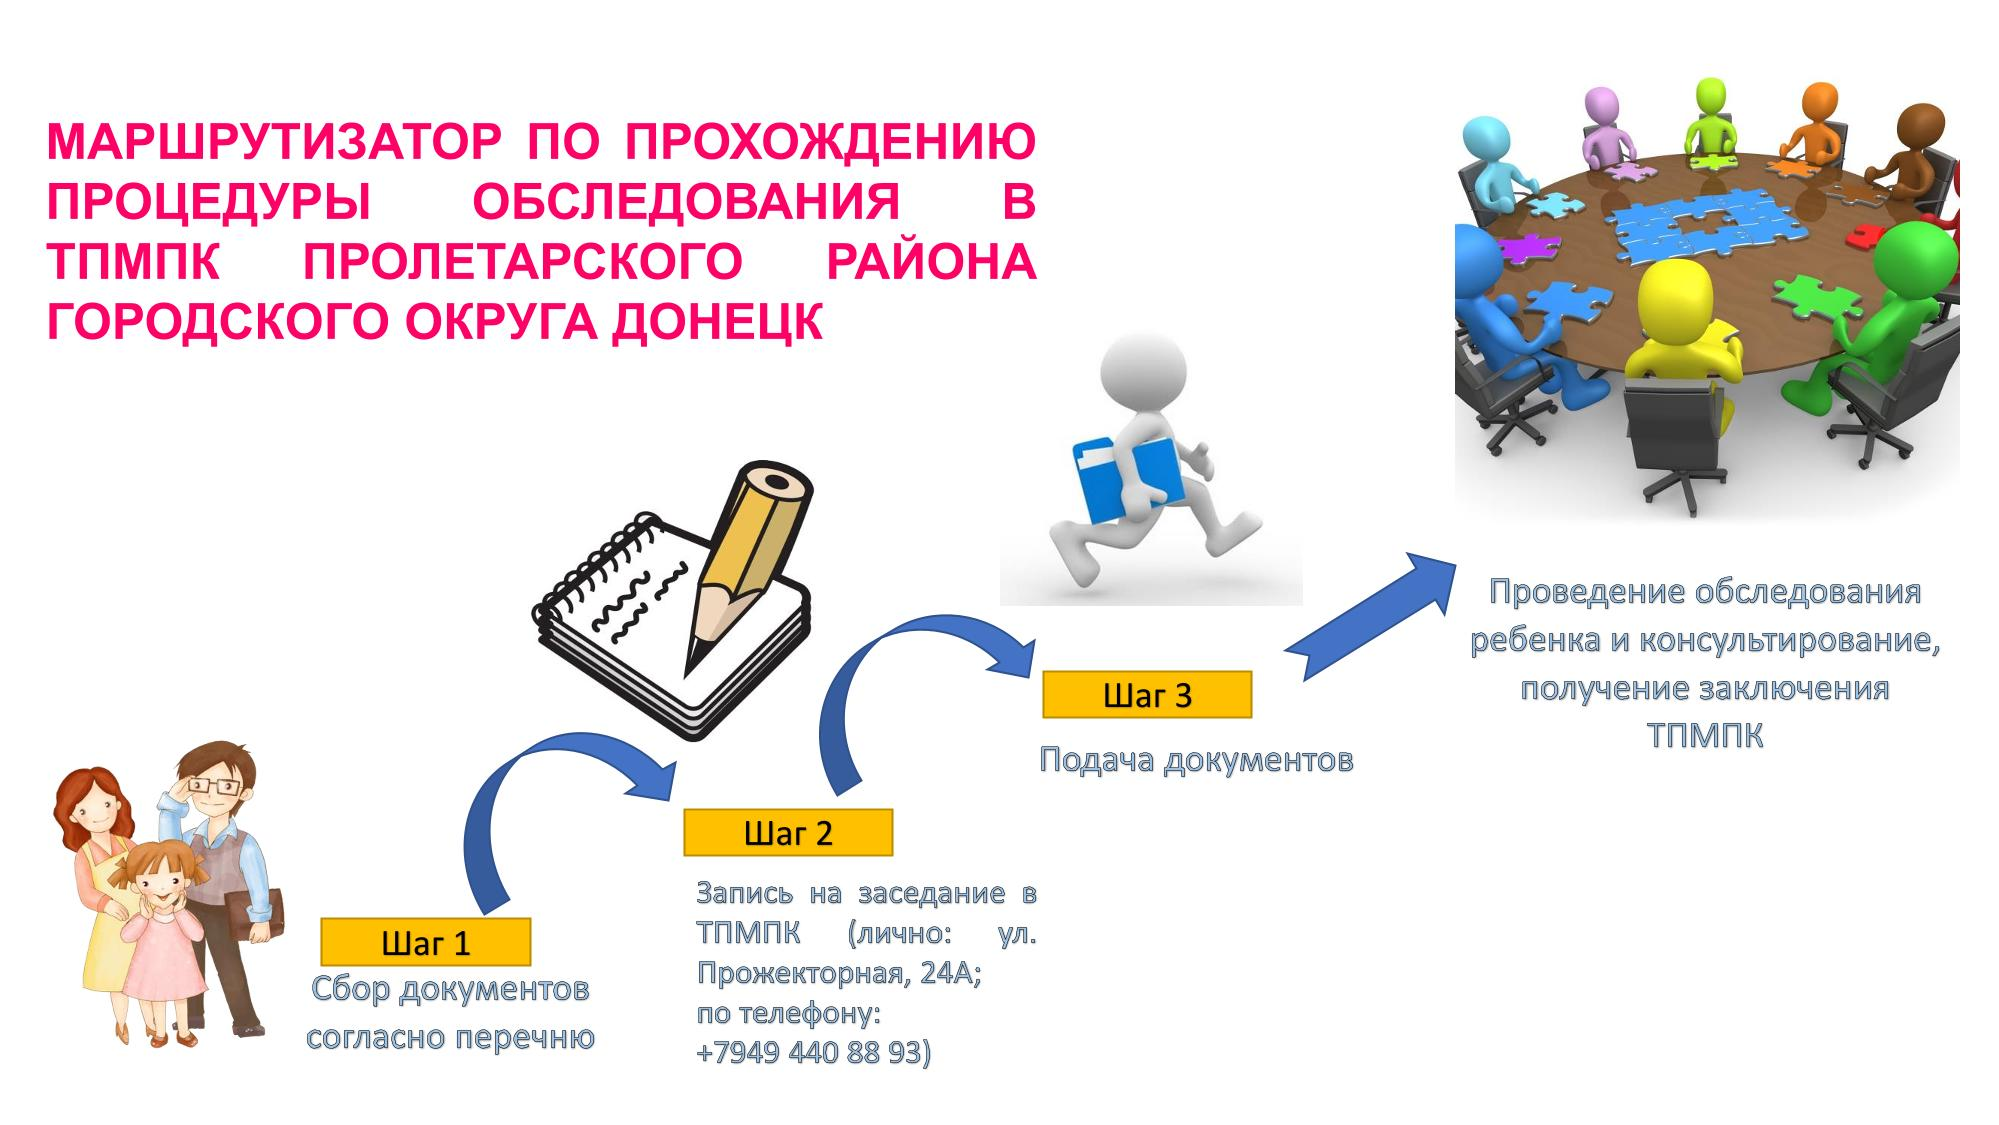 МАРШРУТИЗАТОР ПО ПРОХОЖДЕНИЮ
ПРОЦЕДУРЫ ОБСЛЕДОВАНИЯ В
ТПМПК ПРОЛЕТАРСКОГО РАЙОНА
ГОРОДСКОГО ОКРУГА ДОНЕЦК
Шаг 1
Сбор документов
согласно перечню
Шаг 2
Запись на заседание в
ТПМПК (лично: ул.
Прожекторная, 24А;
по телефону:
+7949 440 88 93)
Шаг 3
Подача документов
Проведение обследования
ребенка и консультирование,
получение заключения
ТПМПК